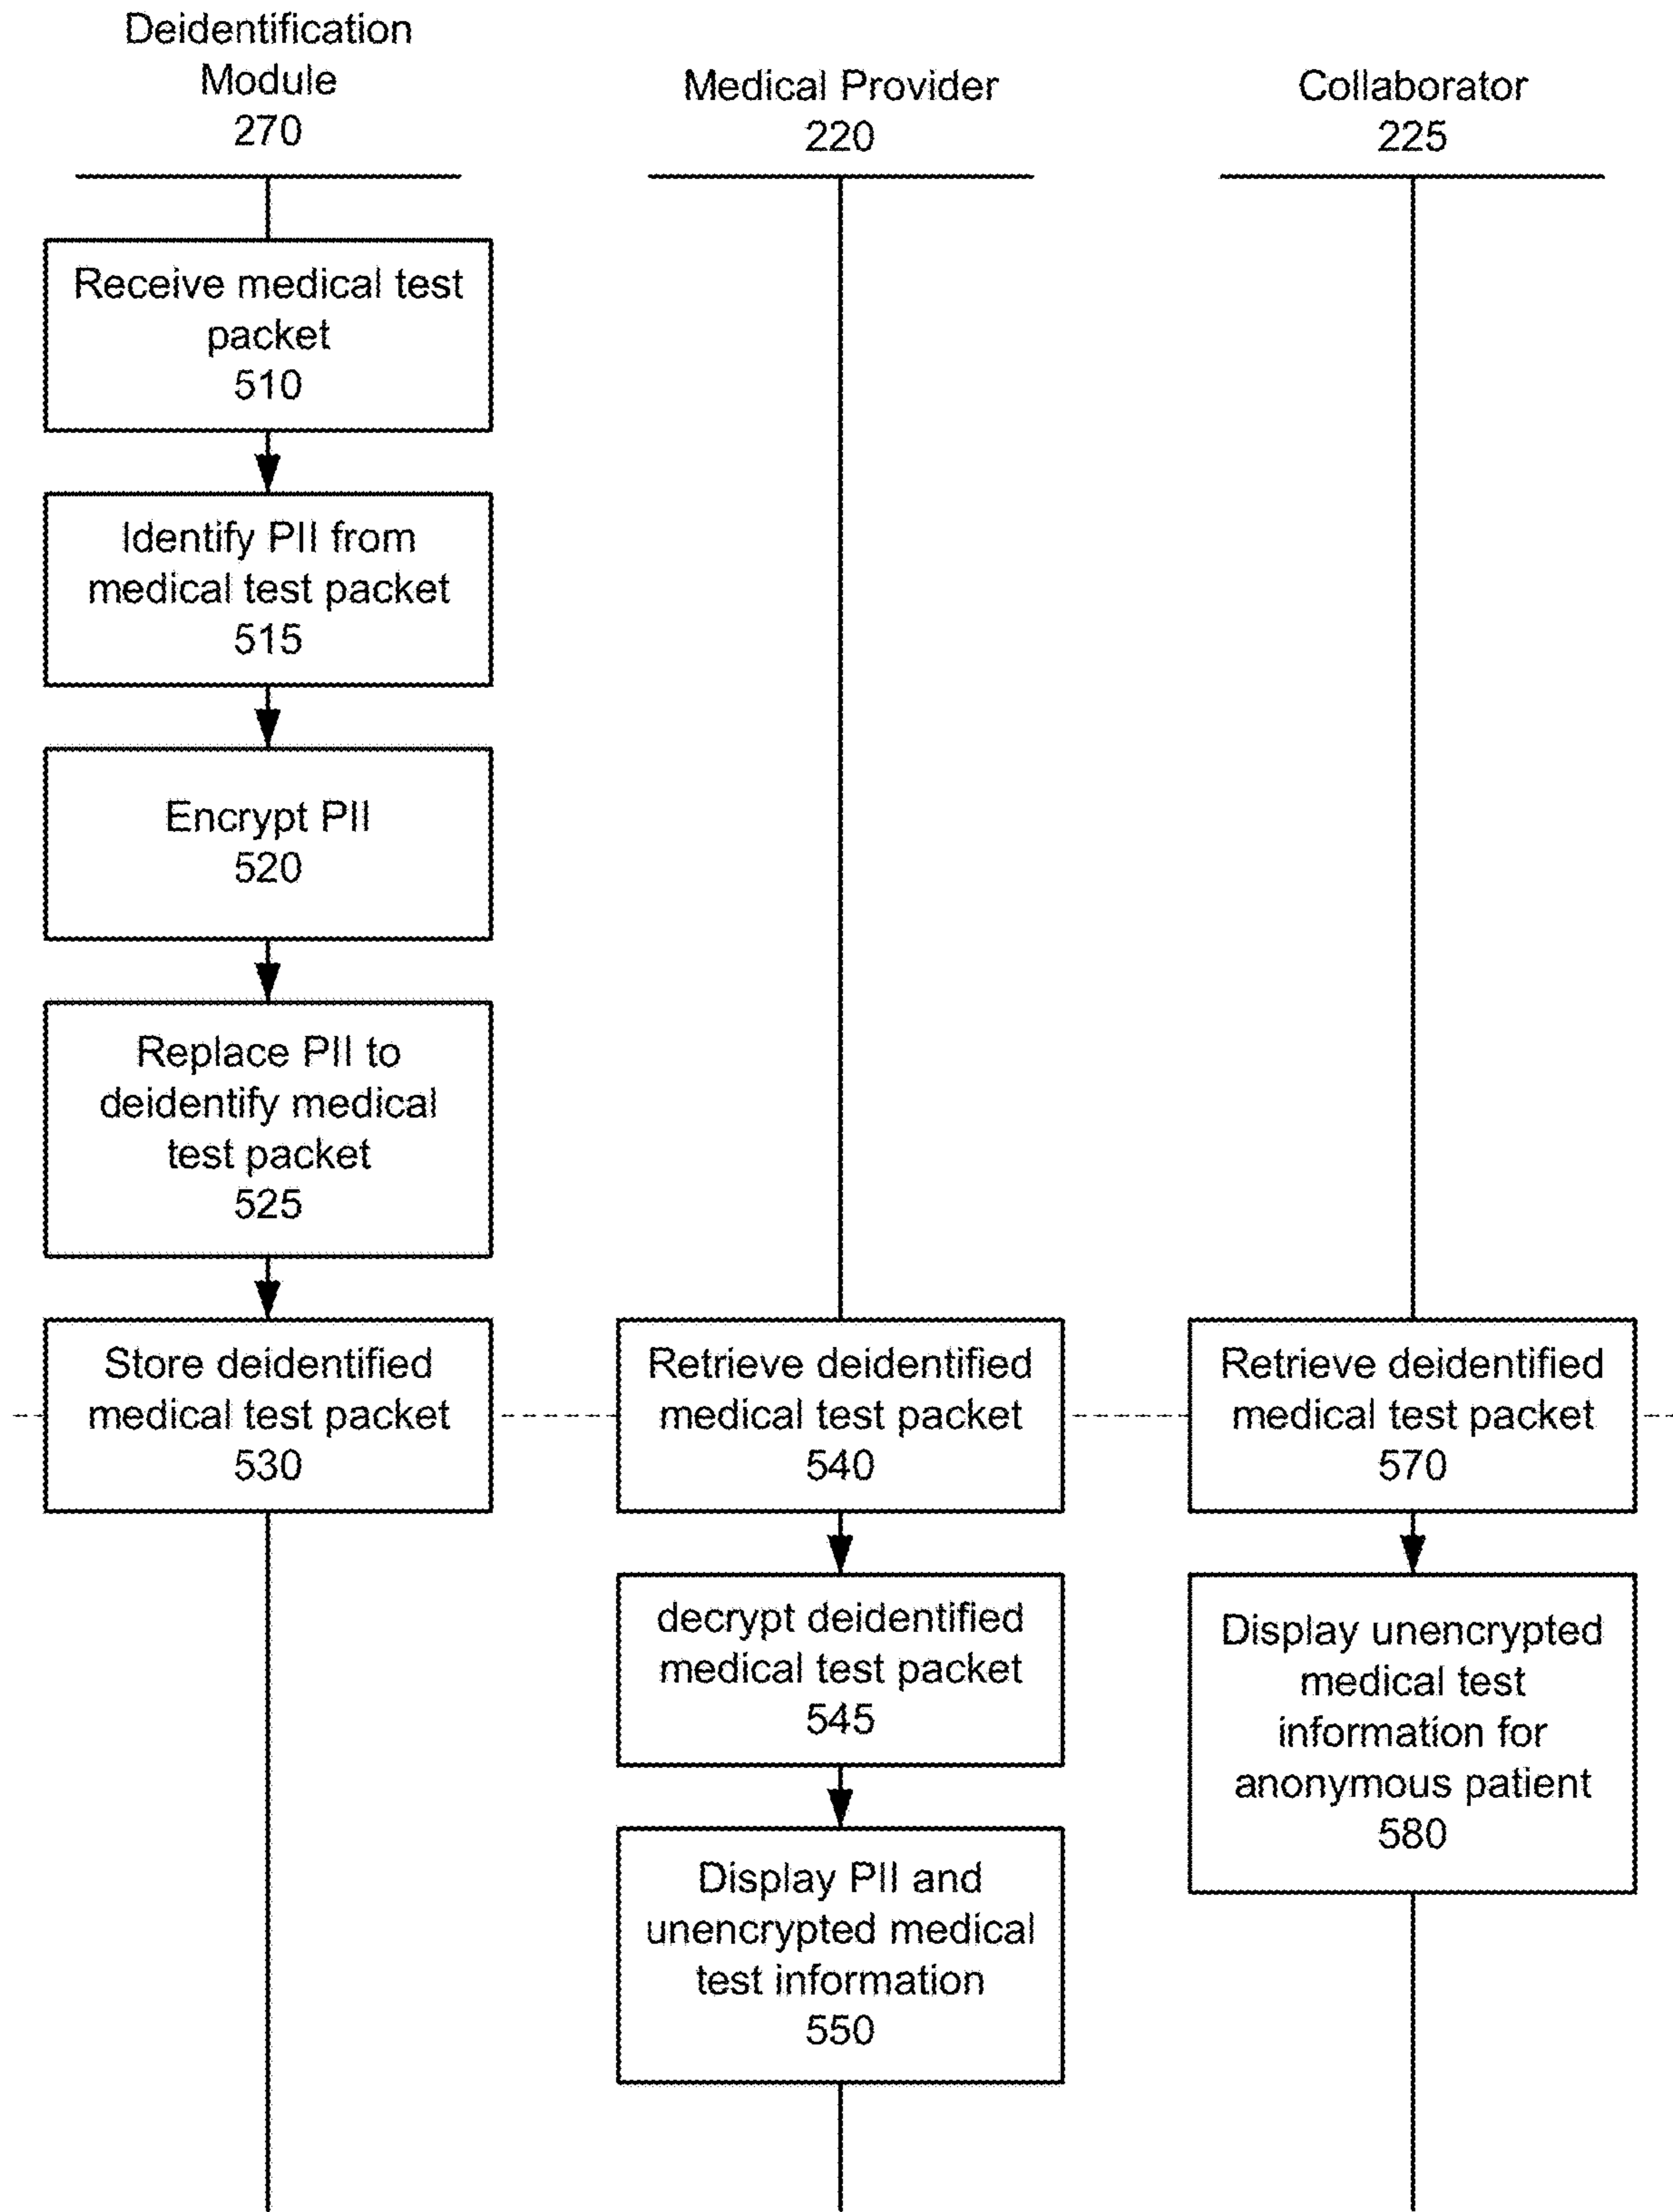 Deidentification
Module
270
Medical Provider
220
Collaborator
225
Receive medical test
packet
510
Identify PII from
medical test packet
515
Encrypt PII
520
Replace PII to
deidentify medical
test packet
525
Store deidentified
medical test packet
530
Retrieve deidentified
medical test packet
540
decrypt deidentified
medical test packet
545
Display PII and
unencrypted medical
test information
550
Retrieve deidentified
medical test packet
570
Display unencrypted
medical test
information for
anonymous patient
580